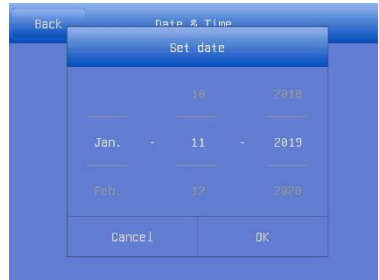 Back Date & Time
Set date
10 2018
Jan. - 11 - 2019
Feb. 12 2020
Cancel OK